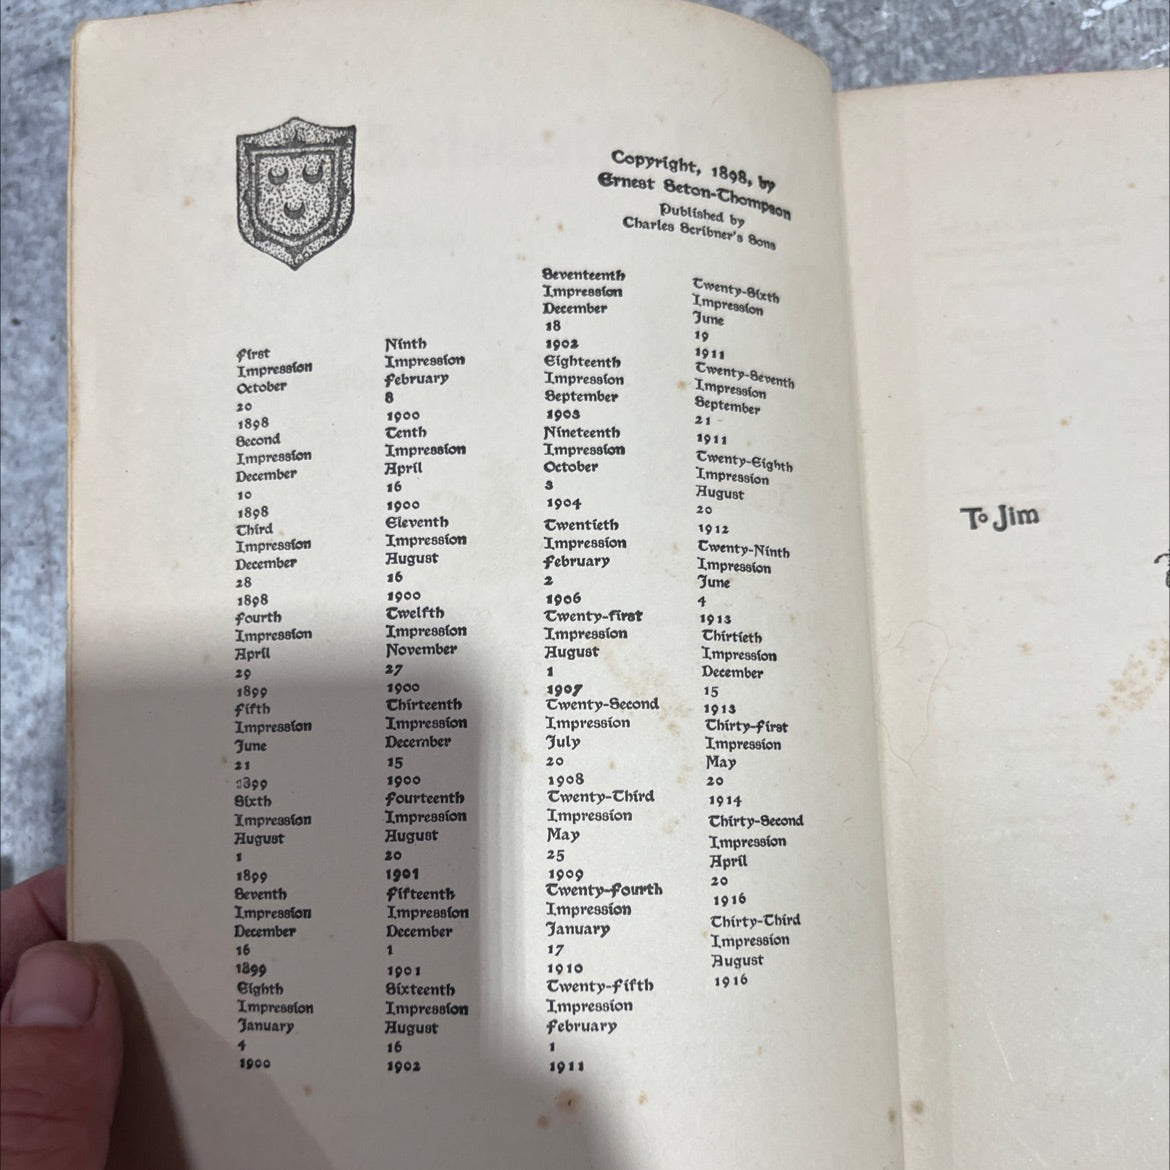 Copyright, 1898, by
Ernest Seton-Thompson
Published by
Charles Scribner's Sons
First
Impression
October
20
1898
Second
Impression
December
10
1898
Third
Impression
December
28
1898
Fourth
Impression
April
29
1899
Fifth
Impression
June
21
1899
Sixth
Impression
August
1
1899
Seventh
Impression
December
16
1899
Eighth
Impression
January
4
1900
Ninth
Impression
February
8
1900
Tenth
Impression
April
16
1900
Eleventh
Impression
August
16
1900
Twelfth
Impression
November
27
1900
Thirteenth
Impression
December
15
1900
Fourteenth
Impression
August
20
1901
Fifteenth
Impression
December
1
1901
Sixteenth
Impression
August
16
1902
Seventeenth
Impression
December
18
1902
Eighteenth
Impression
September
1903
Nineteenth
Impression
October
3
1904
Twentieth
Impression
February
2
1906
Twenty-First
Impression
August
1
1907
Twenty-Second
Impression
July
20
1908
Twenty-Third
Impression
May
25
1909
Twenty-Fourth
Impression
January
17
1910
Twenty-Fifth
Impression
February
1
1911
Twenty-Sixth
Impression
June
19
1911
Twenty-Seventh
Impression
September
21
1911
Twenty-Eighth
Impression
August
20
1912
Twenty-Ninth
Impression
June
4
1913
Thirtieth
Impression
December
15
1913
Thirty-First
Impression
May
20
1914
Thirty-Second
Impression
April
20
1916
Thirty-Third
Impression
August
1916
To Jim